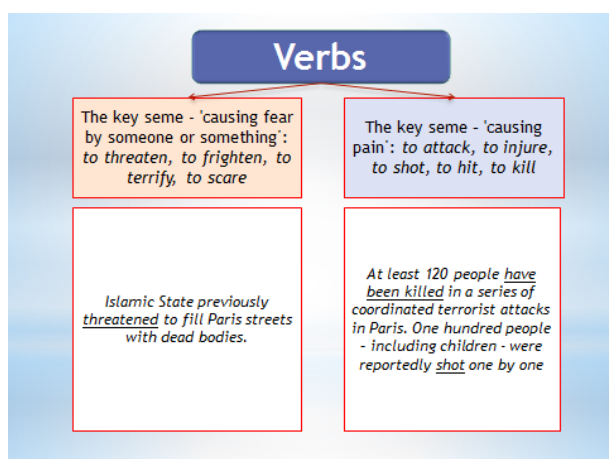 Verbs
The key seme - 'causing fear
by someone or something':
to threaten, to frighten, to
terrify, to scare
The key seme - 'causing
pain': to attack, to injure,
to shot, to hit, to kill
Islamic State previously
threatened to fill Paris streets
with dead bodies.
At least 120 people have
been killed in a series of
coordinated terrorist attacks
in Paris. One hundred people
– including children - were
reportedly shot one by one